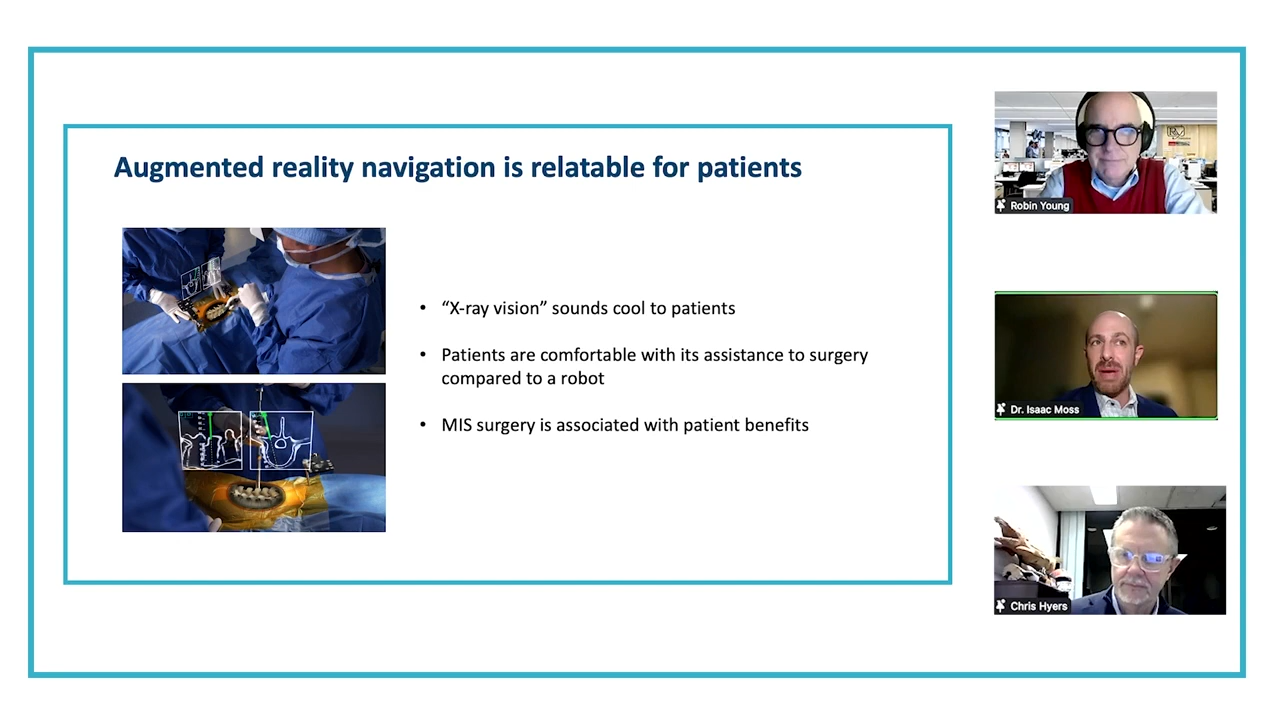 Augmented reality navigation is relatable for patients
• “X-ray vision” sounds cool to patients
• Patients are comfortable with its assistance to surgery
compared to a robot
• MIS surgery is associated with patient benefits
Robin Young
Dr. Isaac Moss
Chris Hyers